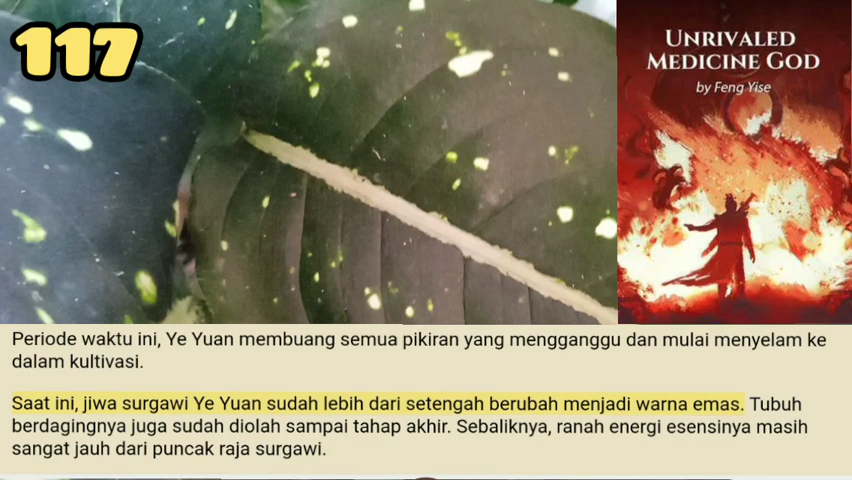 117
UNRIVALED
MEDICINE GOD
by Feng Yise
Periode waktu ini, Ye Yuan membuang semua pikiran yang mengganggu dan mulai menyelam ke
dalam kultivasi.
Saat ini, jiwa surgawi Ye Yuan sudah lebih dari setengah berubah menjadi warna emas. Tubuh
berdagingnya juga sudah diolah sampai tahap akhir. Sebaliknya, ranah energi esensinya masih
sangat jauh dari puncak raja surgawi.